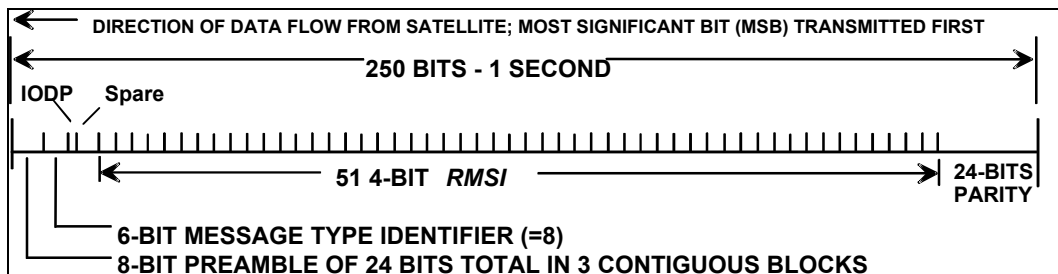 DIRECTION OF DATA FLOW FROM SATELLITE; MOST SIGNIFICANT BIT (MSB) TRANSMITTED FIRST
250 BITS - 1 SECOND
IODP Spare
51 4-BIT RMSI
24-BITS
PARITY
6-BIT MESSAGE TYPE IDENTIFIER (=8)
8-BIT PREAMBLE OF 24 BITS TOTAL IN 3 CONTIGUOUS BLOCKS